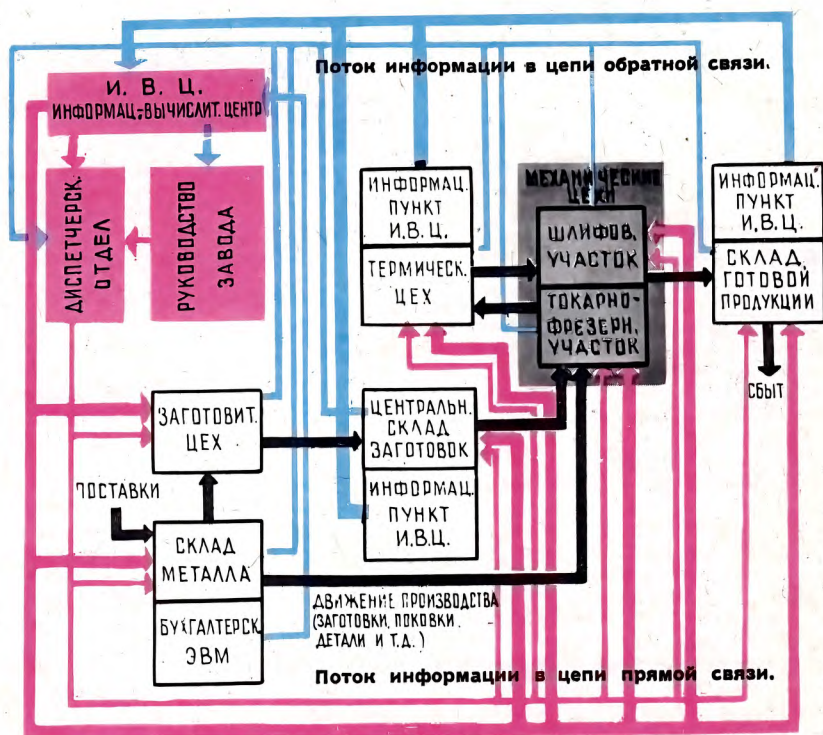 Поток информации в цепи обратной связи.
И. В. Ц.
ИНФОРМАЦ.-ВЫЧИСЛИТ. ЦЕНТР
ДИСПЕТЧЕРСК.
ОТДЕЛ
РУКОВОДСТВО
ЗАВОДА
ИНФОРМАЦ.
ПУНКТ
И.В.Ц.
ТЕРМИЧЕСК.
ЦЕХ
МЕХАНИЧЕСКИЕ
ЦЕХИ
ШЛИФОВ.
УЧАСТОК
ТОКАРНО-
ФРЕЗЕРН.
УЧАСТОК
ИНФОРМАЦ.
ПУНКТ
И.В.Ц.
СКЛАД
ГОТОВОЙ
ПРОДУКЦИИ
СБЫТ
ЗАГОТОВИТ.
ЦЕХ
ЦЕНТРАЛЬН.
СКЛАД
ЗАГОТОВОК
ИНФОРМАЦ.
ПУНКТ
И.В.Ц.
ПОСТАВКИ
СКЛАД
МЕТАЛЛА
БУХГАЛТЕРСК.
ЭВМ
ДВИЖЕНИЕ ПРОИЗВОДСТВА
(ЗАГОТОВКИ, ПОКОВКИ,
ДЕТАЛИ И Т.Д.)
Поток информации в цепи прямой связи.